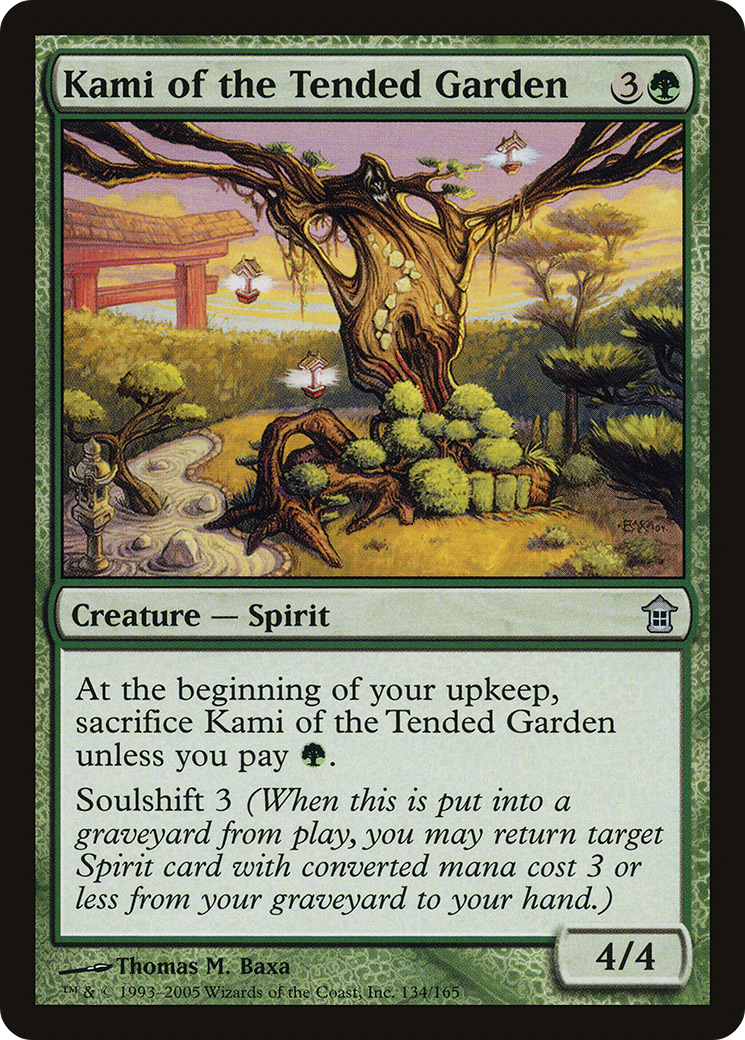 Kami of the Tended Garden 3
Creature — Spirit
At the beginning of your upkeep,
sacrifice Kami of the Tended Garden
unless you pay .
Soulshift 3 (When this is put into a
graveyard from play, you may return target
Spirit card with converted mana cost 3 or
less from your graveyard to your hand.)
4/4
Thomas M. Baxa
™ & © 1993–2005 Wizards of the Coast, Inc. 134/165